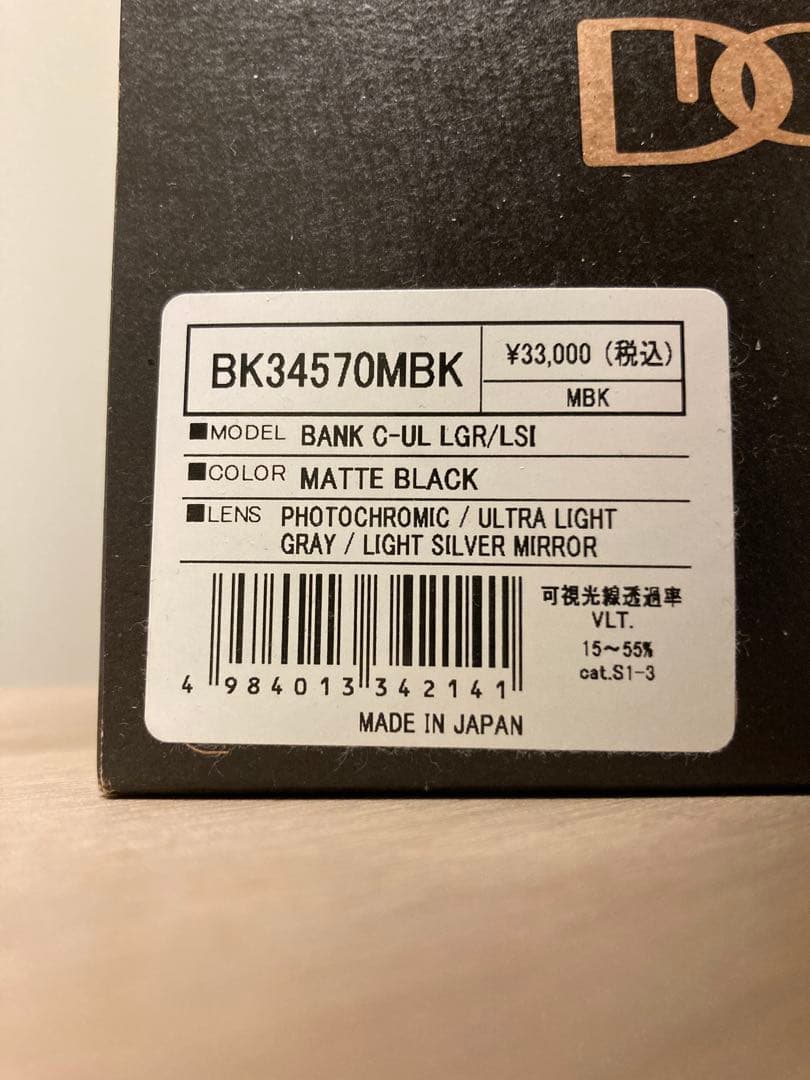 BK34570MBK
¥33,000 (税込)
MBK
■MODEL BANK C-UL LGR/LSI
■COLOR MATTE BLACK
■LENS PHOTOCHROMIC / ULTRA LIGHT
GRAY / LIGHT SILVER MIRROR
可視光線透過率
VLT.
15～55%
cat.S1-3
4 984013 342141
MADE IN JAPAN